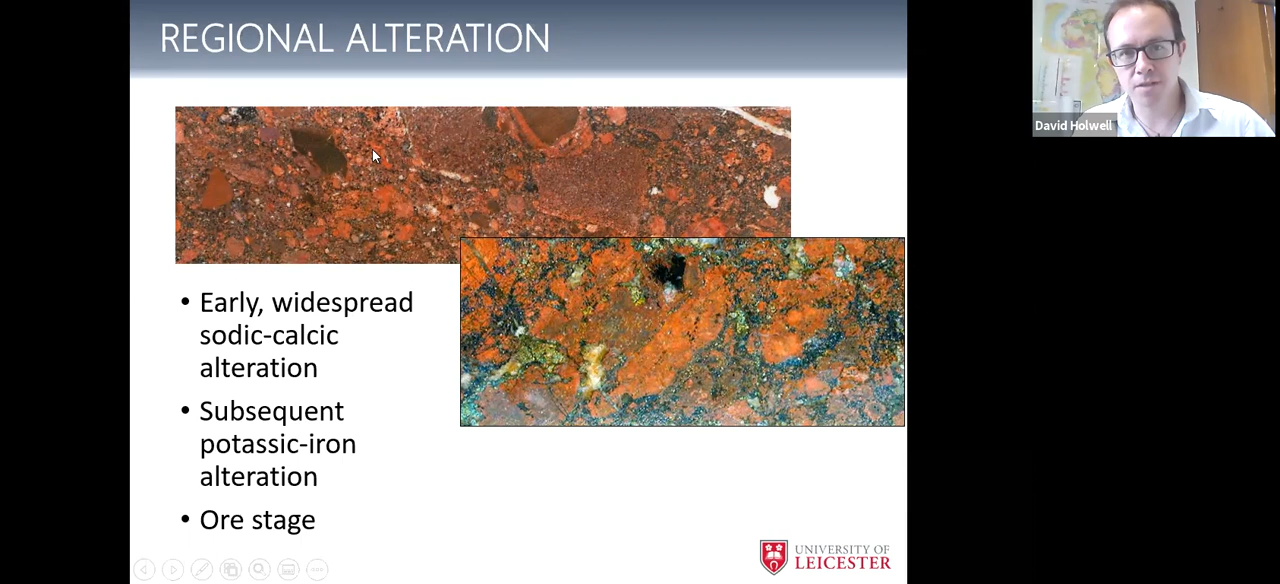 REGIONAL ALTERATION
David Holwell
• Early, widespread
sodic-calcic
alteration
• Subsequent
potassic-iron
alteration
• Ore stage
UNIVERSITY OF
LEICESTER